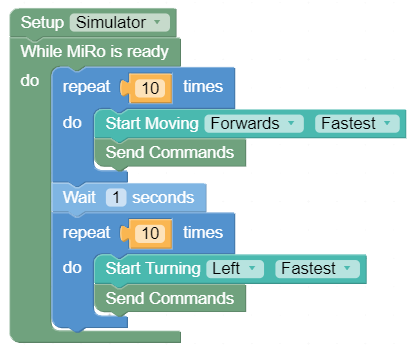 Setup Simulator
While MiRo is ready
do repeat 10 times
do Start Moving Forwards Fastest
Send Commands
Wait 1 seconds
repeat 10 times
do Start Turning Left Fastest
Send Commands